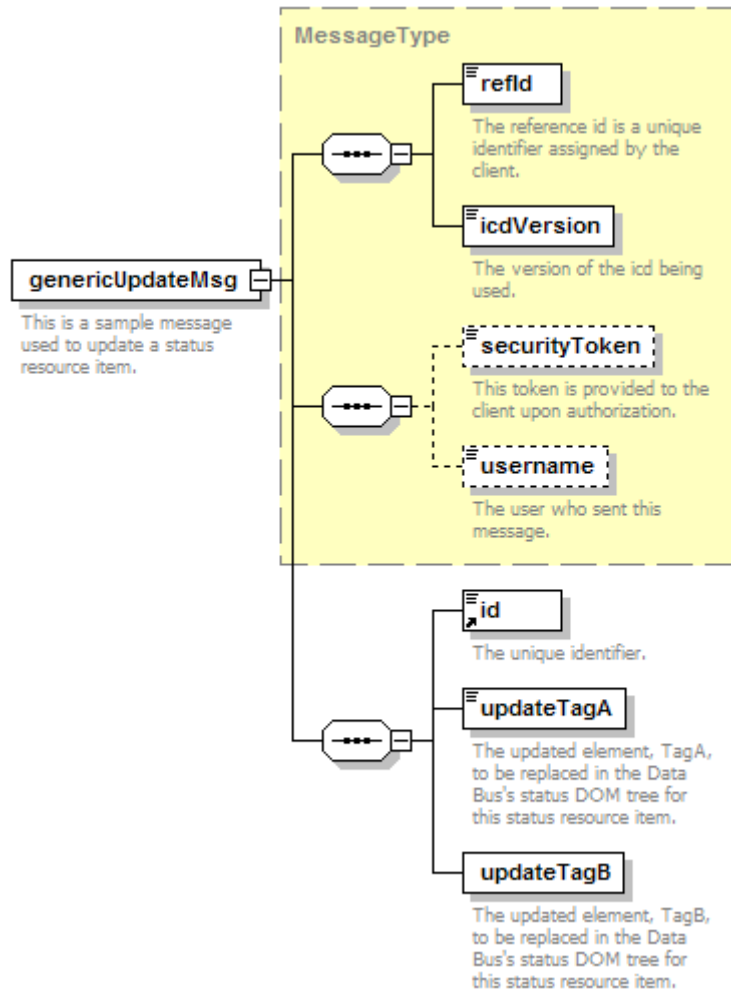 MessageType
refId
The reference id is a unique
identifier assigned by the
client.
icdVersion
The version of the icd being
used.
genericUpdateMsg
This is a sample message
used to update a status
resource item.
securityToken
This token is provided to the
client upon authorization.
username
The user who sent this
message.
id
The unique identifier.
updateTagA
The updated element, TagA,
to be replaced in the Data
Bus's status DOM tree for
this status resource item.
updateTagB
The updated element, TagB,
to be replaced in the Data
Bus's status DOM tree for
this status resource item.